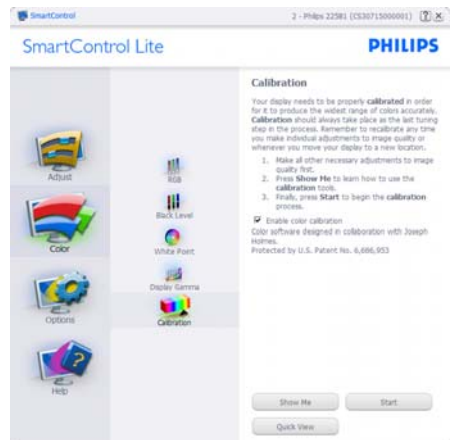 SmartControl
2 - Philips 225B1 (CS30715000001)
SmartControl Lite
PHILIPS
Adjust
Color
Options
Help
RGB
Black Level
White Point
Display Gamma
Calibration
Calibration
Your display needs to be properly calibrated in order
for it to produce the widest range of colors accurately.
Calibration should always take place as the last tuning
step in the process. Remember to recalibrate any time
you make individual adjustments to image quality or
whenever you move your display to a new location.
1. Make all other necessary adjustments to image
quality first.
2. Press Show Me to learn how to use the
calibration tools.
3. Finally, press Start to begin the calibration
process.
Enable color calibration
Color software designed in collaboration with Joseph
Holmes.
Protected by U.S. Patent No. 6,686,953
Show Me
Start
Quick View